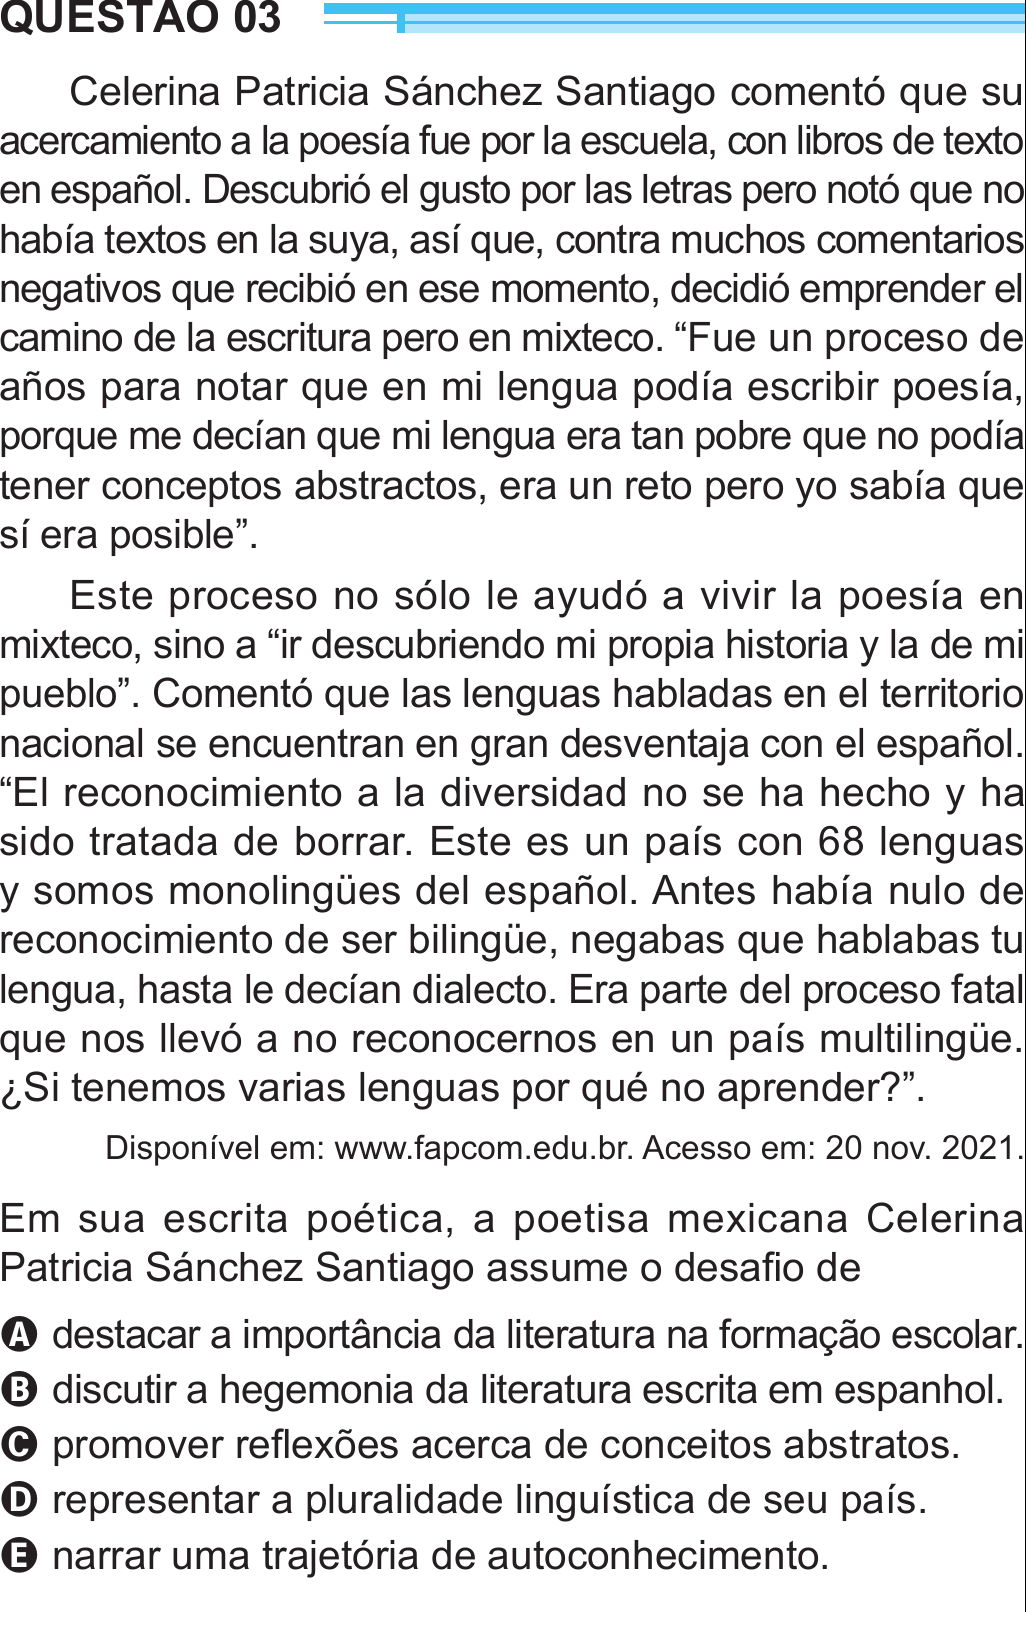 QUESTÃO 03
Celerina Patricia Sánchez Santiago comentó que su
acercamiento a la poesía fue por la escuela, con libros de texto
en español. Descubrió el gusto por las letras pero notó que no
había textos en la suya, así que, contra muchos comentarios
negativos que recibió en ese momento, decidió emprender el
camino de la escritura pero en mixteco. “Fue un proceso de
años para notar que en mi lengua podía escribir poesía,
porque me decían que mi lengua era tan pobre que no podía
tener conceptos abstractos, era un reto pero yo sabía que
sí era posible”.
Este proceso no sólo le ayudó a vivir la poesía en
mixteco, sino a “ir descubriendo mi propia historia y la de mi
pueblo”. Comentó que las lenguas habladas en el territorio
nacional se encuentran en gran desventaja con el español.
“El reconocimiento a la diversidad no se ha hecho y ha
sido tratada de borrar. Este es un país con 68 lenguas
y somos monolingües del español. Antes había nulo de
reconocimiento de ser bilingüe, negabas que hablabas tu
lengua, hasta le decían dialecto. Era parte del proceso fatal
que nos llevó a no reconocernos en un país multilingüe.
¿Si tenemos varias lenguas por qué no aprender?”.
Disponível em: www.fapcom.edu.br. Acesso em: 20 nov. 2021.
Em sua escrita poética, a poetisa mexicana Celerina
Patricia Sánchez Santiago assume o desafio de
A destacar a importância da literatura na formação escolar.
B discutir a hegemonia da literatura escrita em espanhol.
C promover reflexões acerca de conceitos abstratos.
D representar a pluralidade linguística de seu país.
E narrar uma trajetória de autoconhecimento.